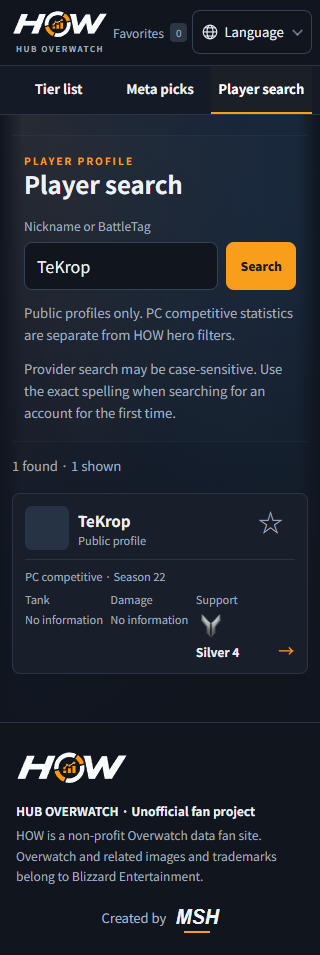 HOW
HUB OVERWATCH
Favorites 0
Language
Tier list
Meta picks
Player search
PLAYER PROFILE
Player search
Nickname or BattleTag
TeKrop
Search
Public profiles only. PC competitive statistics
are separate from HOW hero filters.
Provider search may be case-sensitive. Use
the exact spelling when searching for an
account for the first time.
1 found · 1 shown
TeKrop
Public profile
PC competitive · Season 22
Tank Damage Support
No information No information
Silver 4 →
HOW
HUB OVERWATCH · Unofficial fan project
HOW is a non-profit Overwatch data fan site.
Overwatch and related images and trademarks
belong to Blizzard Entertainment.
Created by MSH